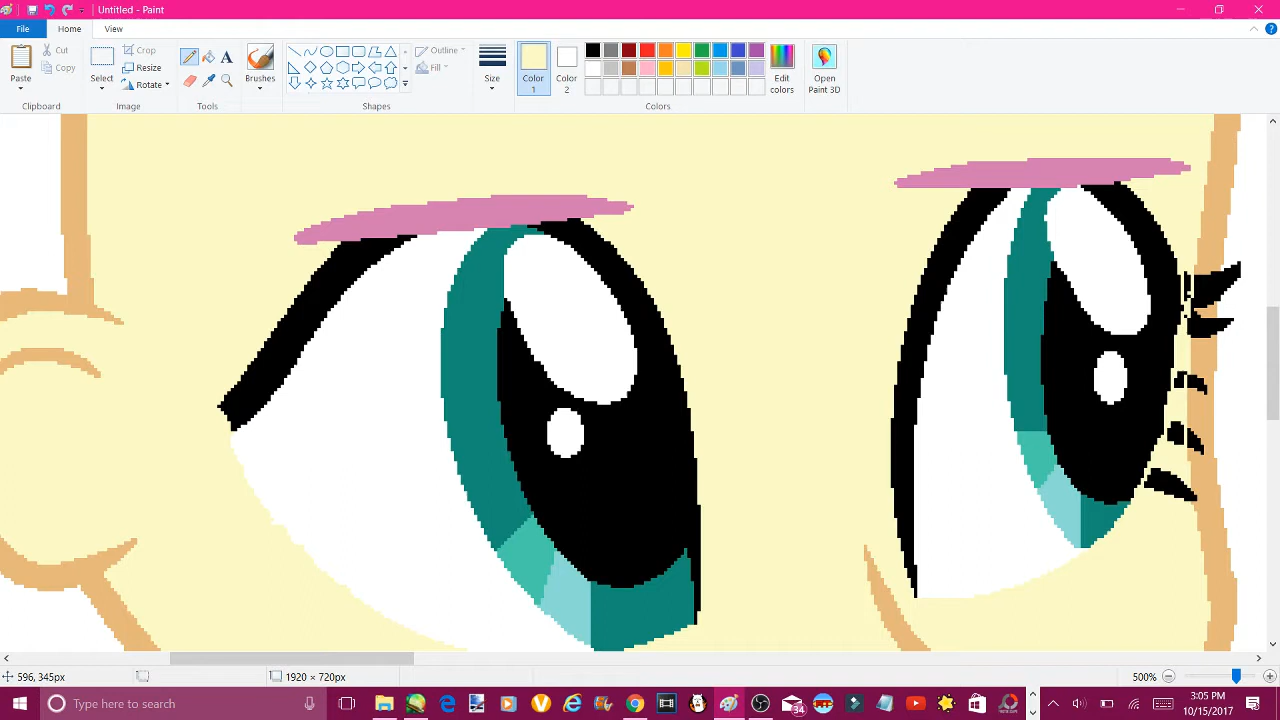 Untitled - Paint
File Home View
Paste
Cut
Copy
Clipboard
Select
Crop
Resize
Rotate
Image
Tools
Brushes
Shapes
Outline
Fill
Size
Color 1
Color 2
Edit colors
Colors
Open Paint 3D
596, 345px
1920 × 720px
500%
Type here to search
34
3:05 PM
10/15/2017